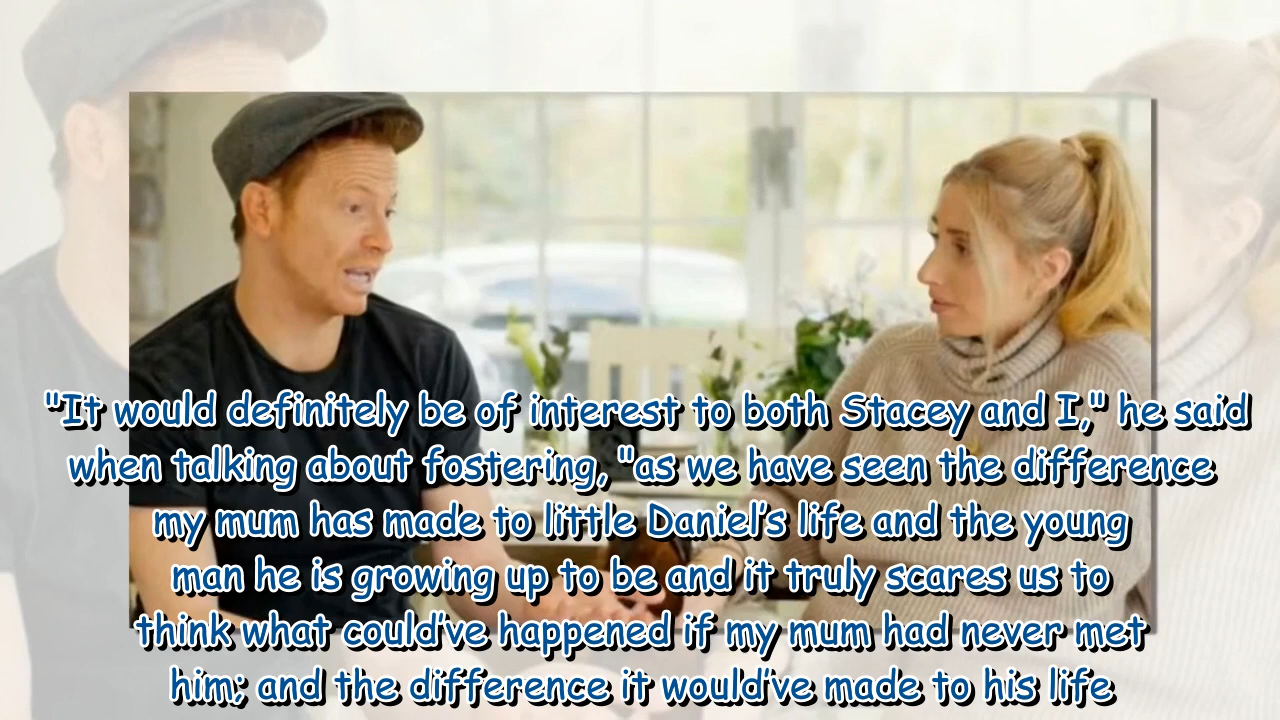 "It would definitely be of interest to both Stacey and I," he said
when talking about fostering, "as we have seen the difference
my mum has made to little Daniel's life and the young
man he is growing up to be and it truly scares us to
think what could've happened if my mum had never met
him; and the difference it would've made to his life